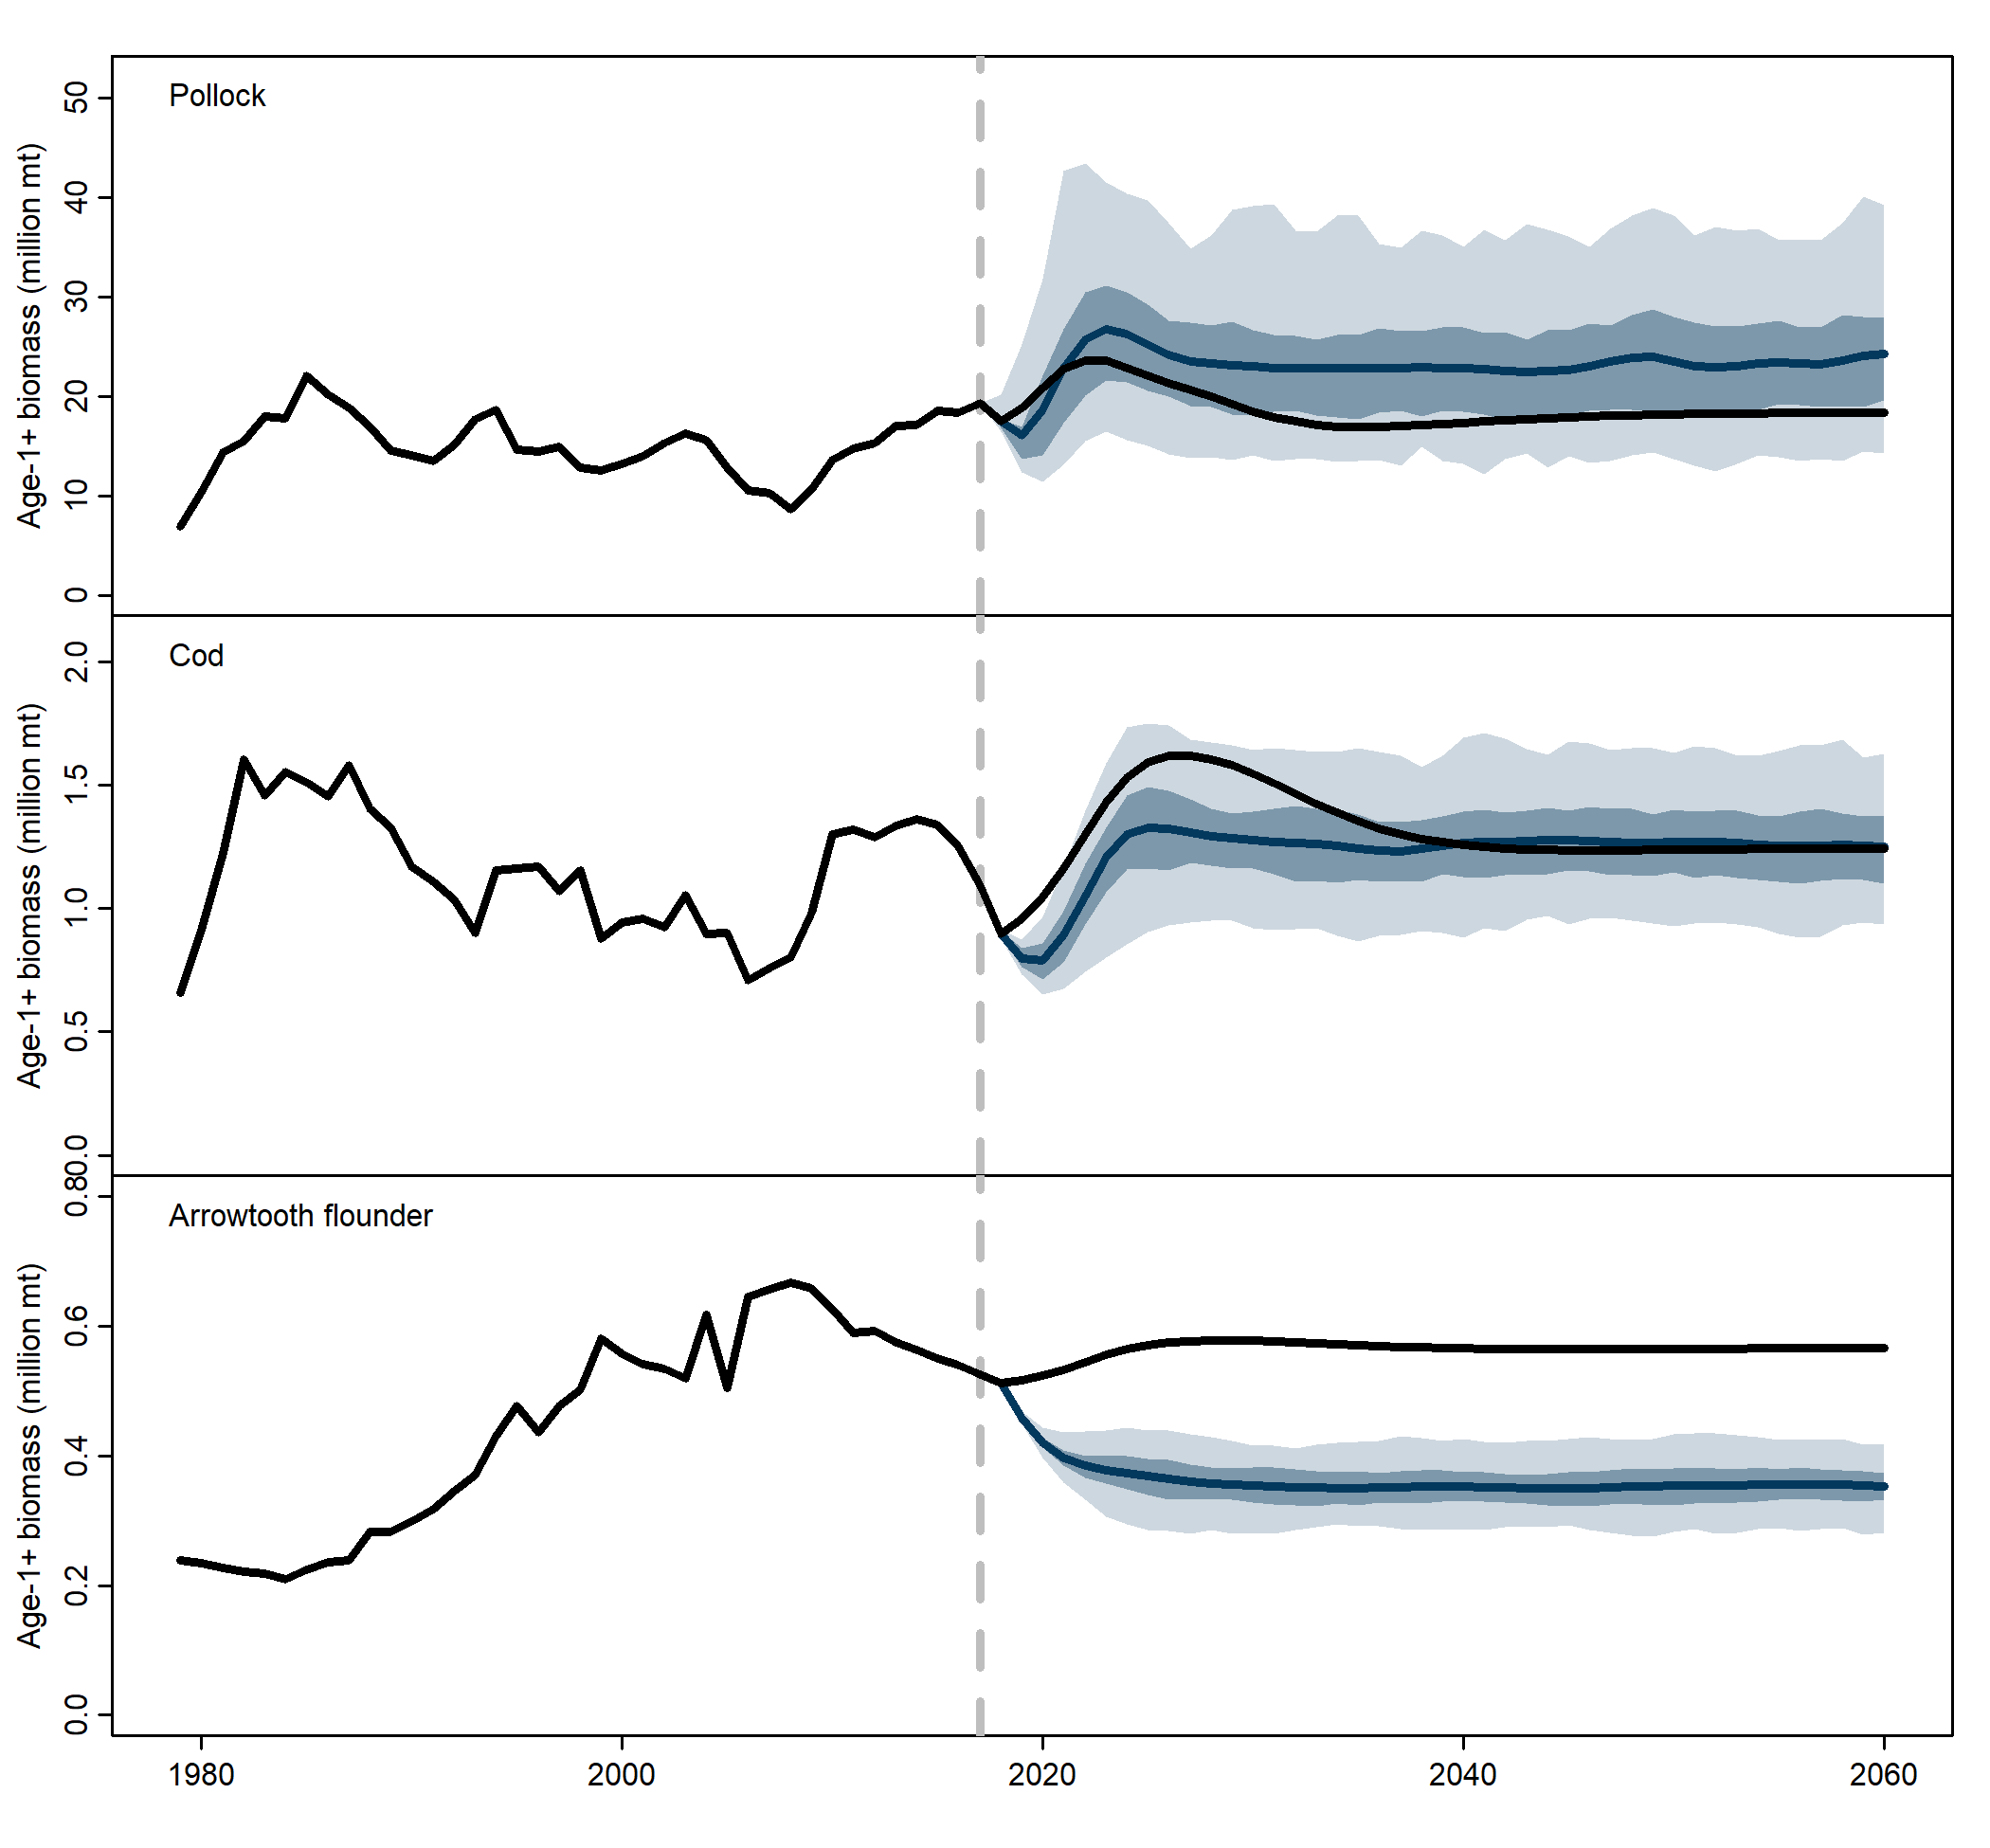 Pollock
Age-1+ biomass (million mt)
50
40
30
20
10
0
Cod
Age-1+ biomass (million mt)
2.0
1.5
1.0
0.5
0.0
Arrowtooth flounder
Age-1+ biomass (million mt)
0.8
0.6
0.4
0.2
0.0
1980 2000 2020 2040 2060